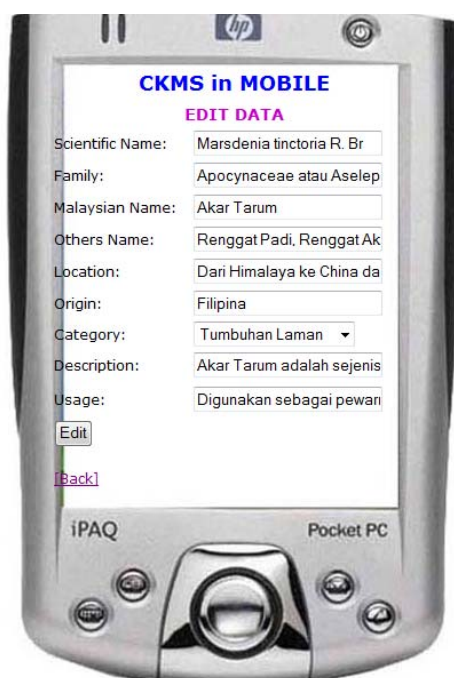 hp
CKMS in MOBILE
EDIT DATA
Scientific Name: Marsdenia tinctoria R. Br
Family: Apocynaceae atau Aselep
Malaysian Name: Akar Tarum
Others Name: Renggat Padi, Renggat Ak
Location: Dari Himalaya ke China da
Origin: Filipina
Category: Tumbuhan Laman
Description: Akar Tarum adalah sejenis
Usage: Digunakan sebagai pewarn
Edit
[Back]
iPAQ Pocket PC